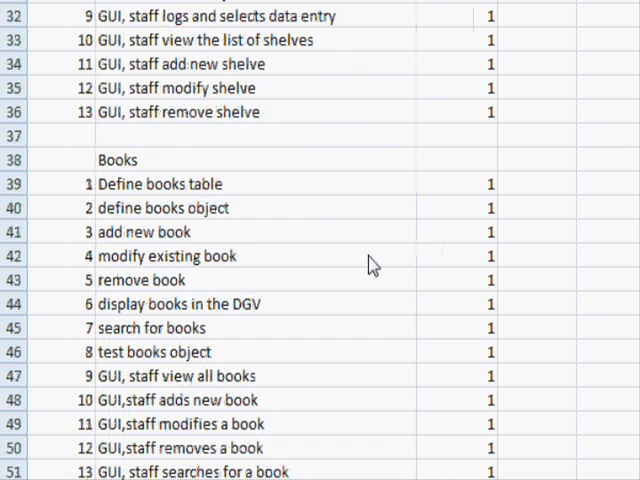 32 9 GUI, staff logs and selects data entry 1
33 10 GUI, staff view the list of shelves 1
34 11 GUI, staff add new shelve 1
35 12 GUI, staff modify shelve 1
36 13 GUI, staff remove shelve 1
37
38 Books
39 1 Define books table 1
40 2 define books object 1
41 3 add new book 1
42 4 modify existing book 1
43 5 remove book 1
44 6 display books in the DGV 1
45 7 search for books 1
46 8 test books object 1
47 9 GUI, staff view all books 1
48 10 GUI,staff adds new book 1
49 11 GUI,staff modifies a book 1
50 12 GUI,staff removes a book 1
51 13 GUI, staff searches for a book 1